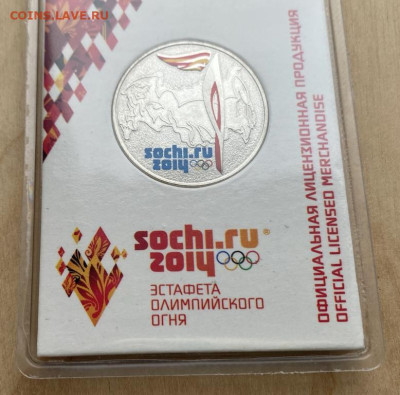 COINS.LAVE.RU
sochi.ru
2014
sochi.ru®
2014
ЭСТАФЕТА
ОЛИМПИЙСКОГО
ОГНЯ
ОФИЦИАЛЬНАЯ ЛИЦЕНЗИОННАЯ ПРОДУКЦИЯ
OFFICIAL LICENSED MERCHANDISE